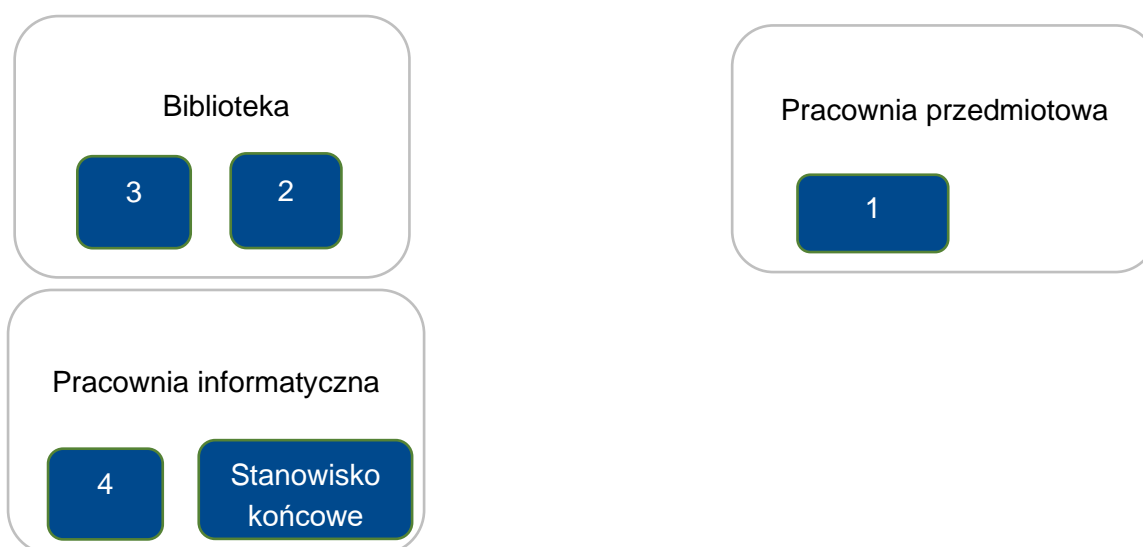 Biblioteka
3
2
Pracownia przedmiotowa
1
Pracownia informatyczna
4
Stanowisko
końcowe